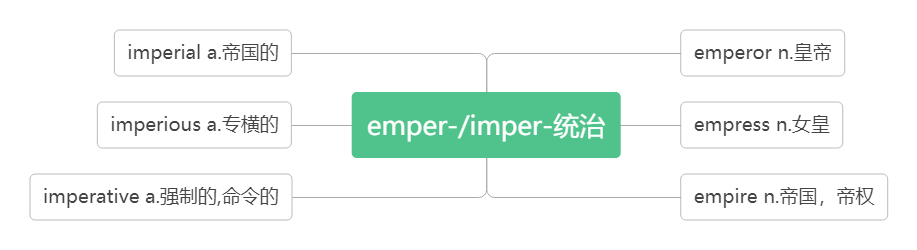 imperial a.帝国的
emperor n.皇帝
imperious a.专横的
emper-/imper-统治
empress n.女皇
imperative a.强制的,命令的
empire n.帝国，帝权